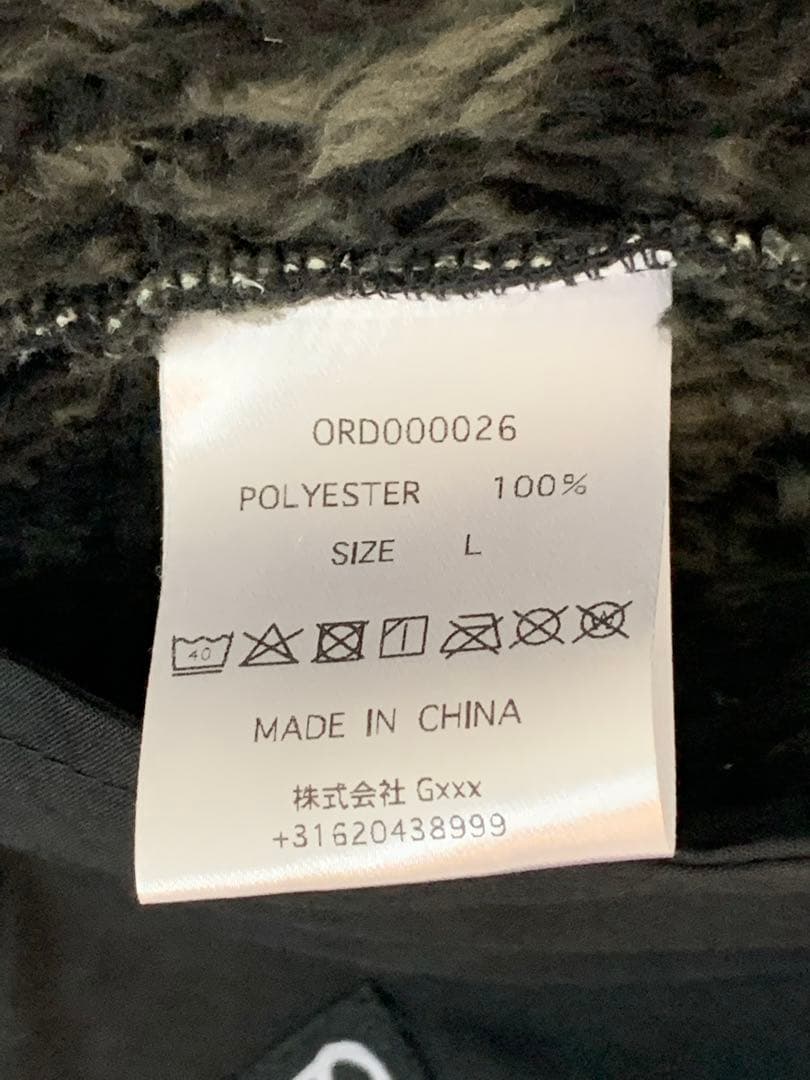 ORD000026
POLYESTER 100%
SIZE L
40
W
MADE IN CHINA
株式会社 Gxxx
+31620438999